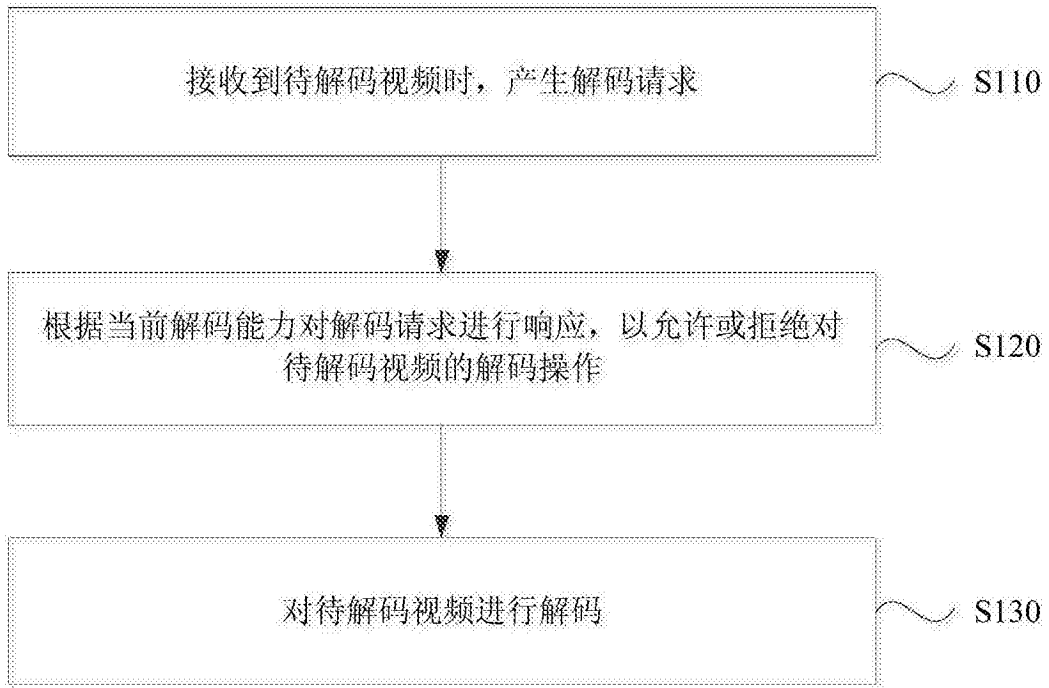 接收到待解码视频时，产生解码请求
S110
根据当前解码能力对解码请求进行响应，以允许或拒绝对
待解码视频的解码操作
S120
对待解码视频进行解码
S130